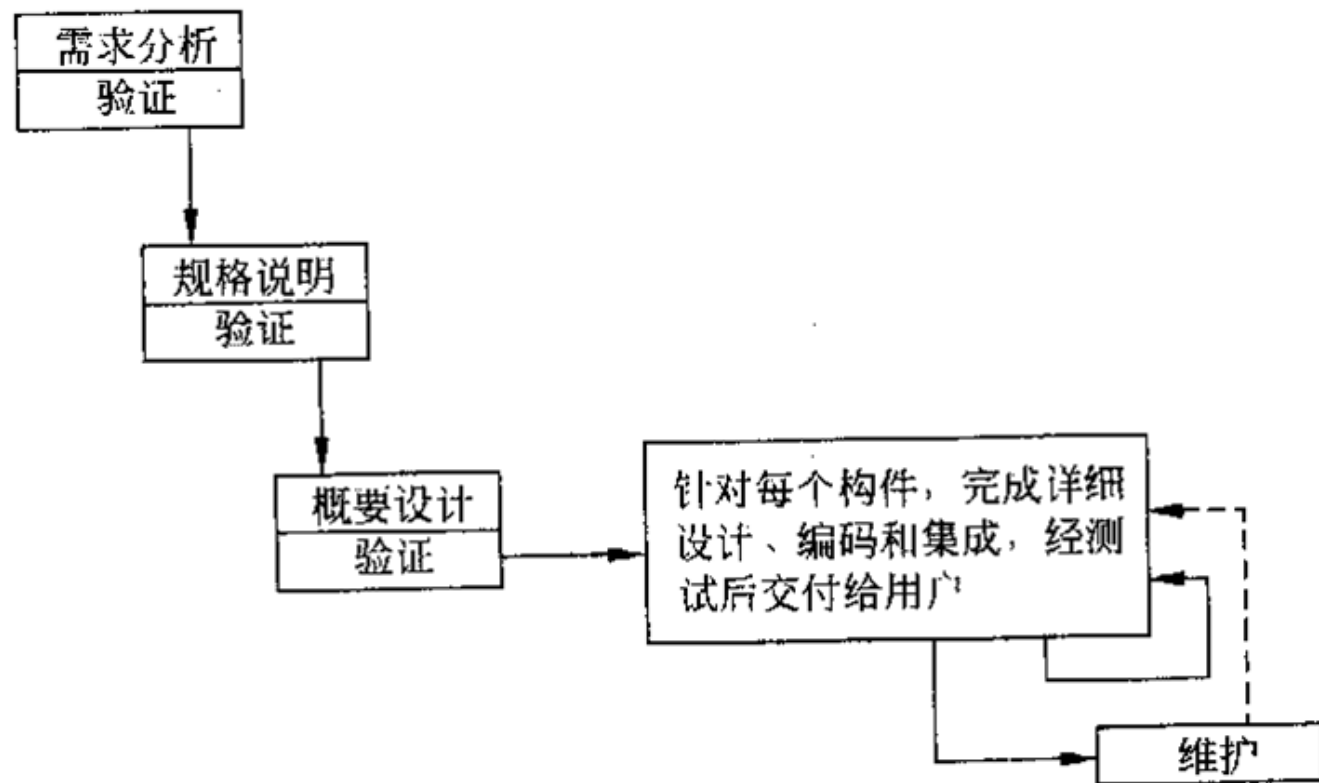 需求分析
验证
规格说明
验证
概要设计
验证
针对每个构件，完成详细
设计、编码和集成，经测
试后交付给用户
维护